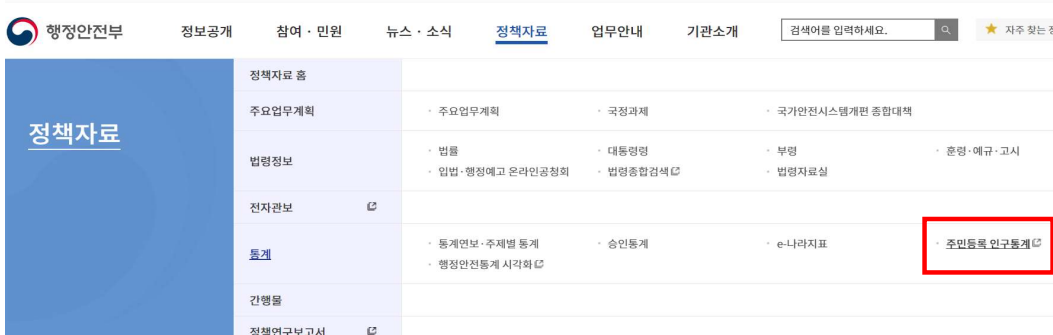 행정안전부 정보공개 참여 · 민원 뉴스 · 소식 정책자료 업무안내 기관소개 검색어를 입력하세요. 자주 찾는
정책자료
정책자료 홈
주요업무계획 · 주요업무계획 · 국정과제 · 국가안전시스템개편 종합대책
법령정보
· 법률 · 대통령령 · 부령 · 훈령·예규·고시
· 입법·행정예고 온라인공청회 · 법령종합검색 · 법령자료실
전자관보
통계
· 통계연보·주제별 통계 · 승인통계 · e-나라지표 · 주민등록 인구통계
· 행정안전통계 시각화
간행물
정책연구보고서